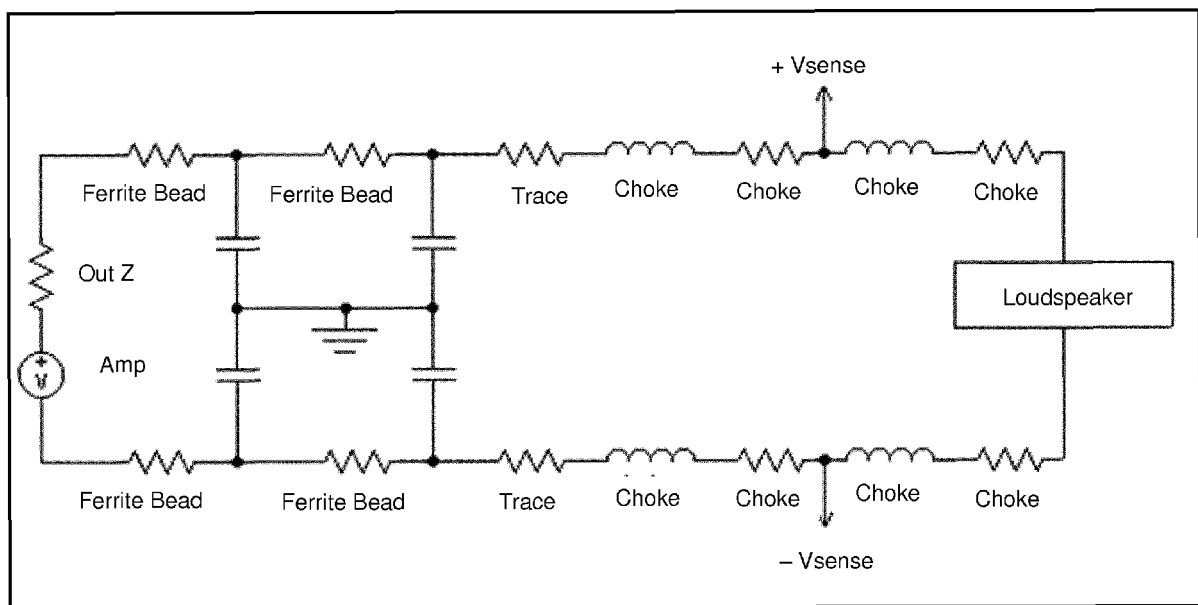 + Vsense
Ferrite Bead
Ferrite Bead
Trace
Choke
Choke
Choke
Choke
Out Z
Loudspeaker
Amp
+
V
Ferrite Bead
Ferrite Bead
Trace
Choke
Choke
Choke
Choke
– Vsense